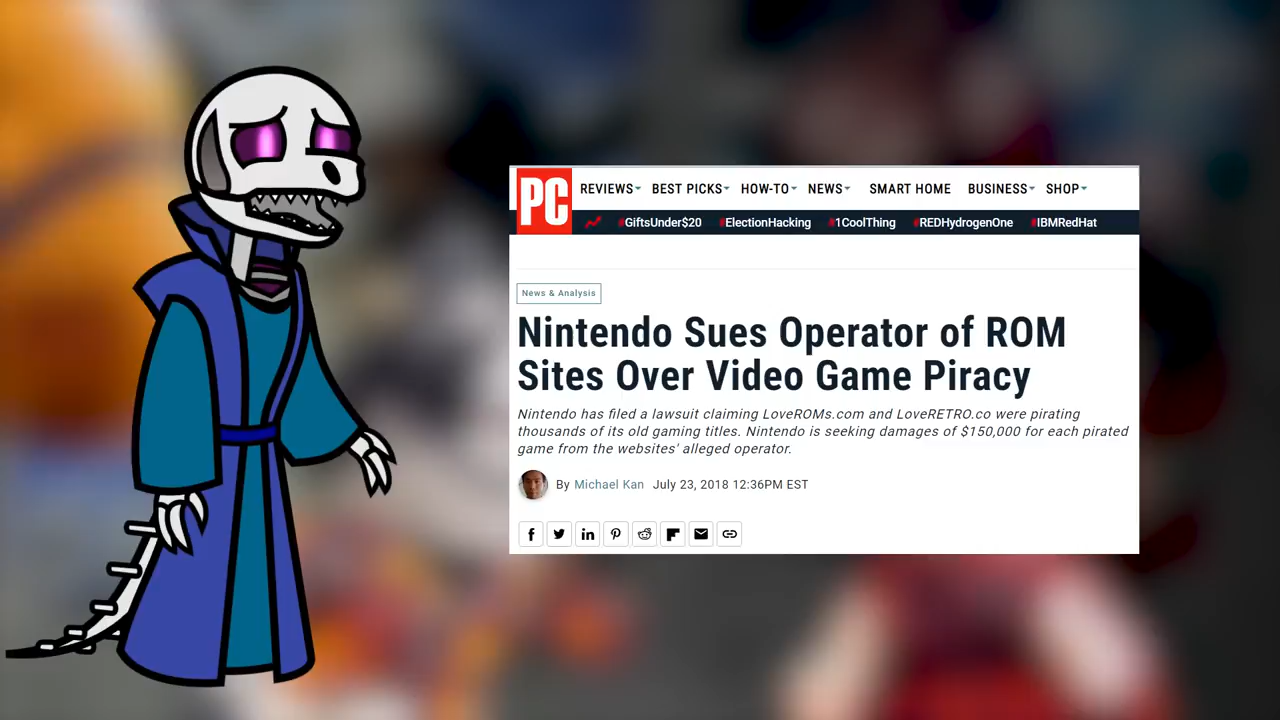 PC REVIEWS BEST PICKS HOW-TO NEWS SMART HOME BUSINESS SHOP
#GiftsUnder$20 #ElectionHacking #1CoolThing #REDHydrogenOne #IBMRedHat
News & Analysis
Nintendo Sues Operator of ROM
Sites Over Video Game Piracy
Nintendo has filed a lawsuit claiming LoveROMs.com and LoveRETRO.co were pirating
thousands of its old gaming titles. Nintendo is seeking damages of $150,000 for each pirated
game from the websites' alleged operator.
By Michael Kan July 23, 2018 12:36PM EST